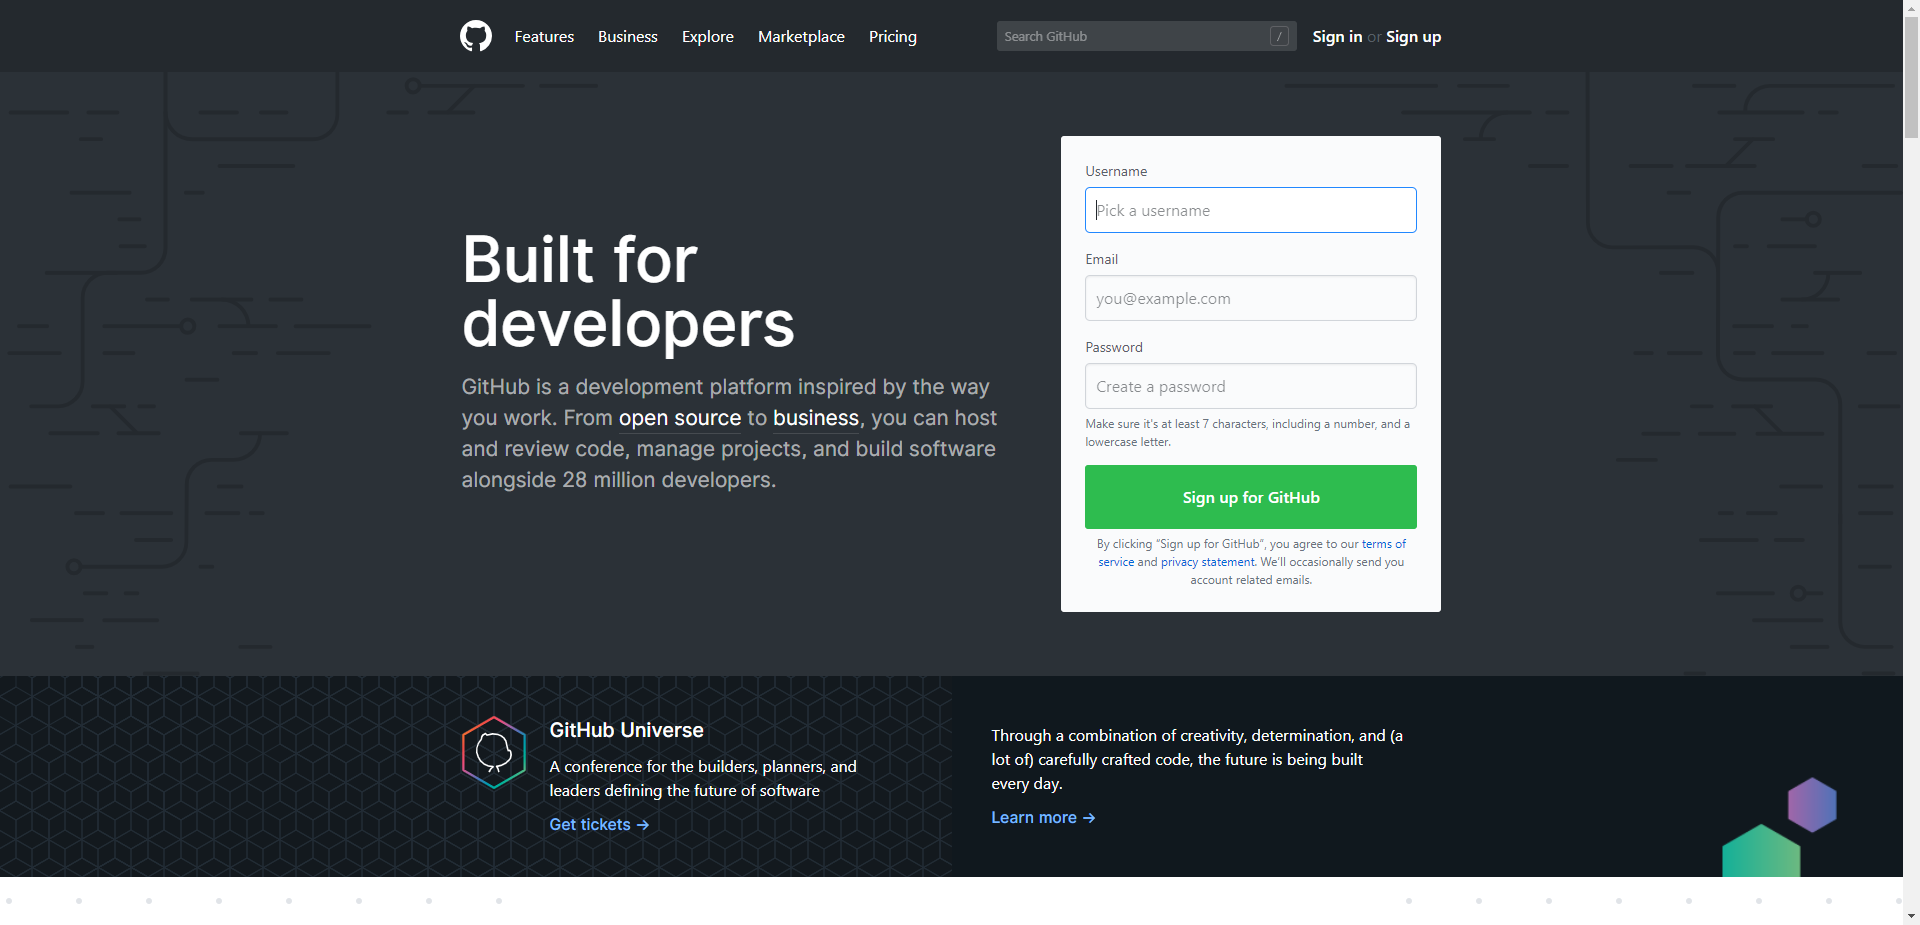 Features Business Explore Marketplace Pricing Search GitHub / Sign in or Sign up
Built for
developers
GitHub is a development platform inspired by the way
you work. From open source to business, you can host
and review code, manage projects, and build software
alongside 28 million developers.
Username
Pick a username
Email
you@example.com
Password
Create a password
Make sure it's at least 7 characters, including a number, and a
lowercase letter.
Sign up for GitHub
By clicking “Sign up for GitHub”, you agree to our terms of
service and privacy statement. We’ll occasionally send you
account related emails.
GitHub Universe
A conference for the builders, planners, and
leaders defining the future of software
Get tickets →
Through a combination of creativity, determination, and (a
lot of) carefully crafted code, the future is being built
every day.
Learn more →